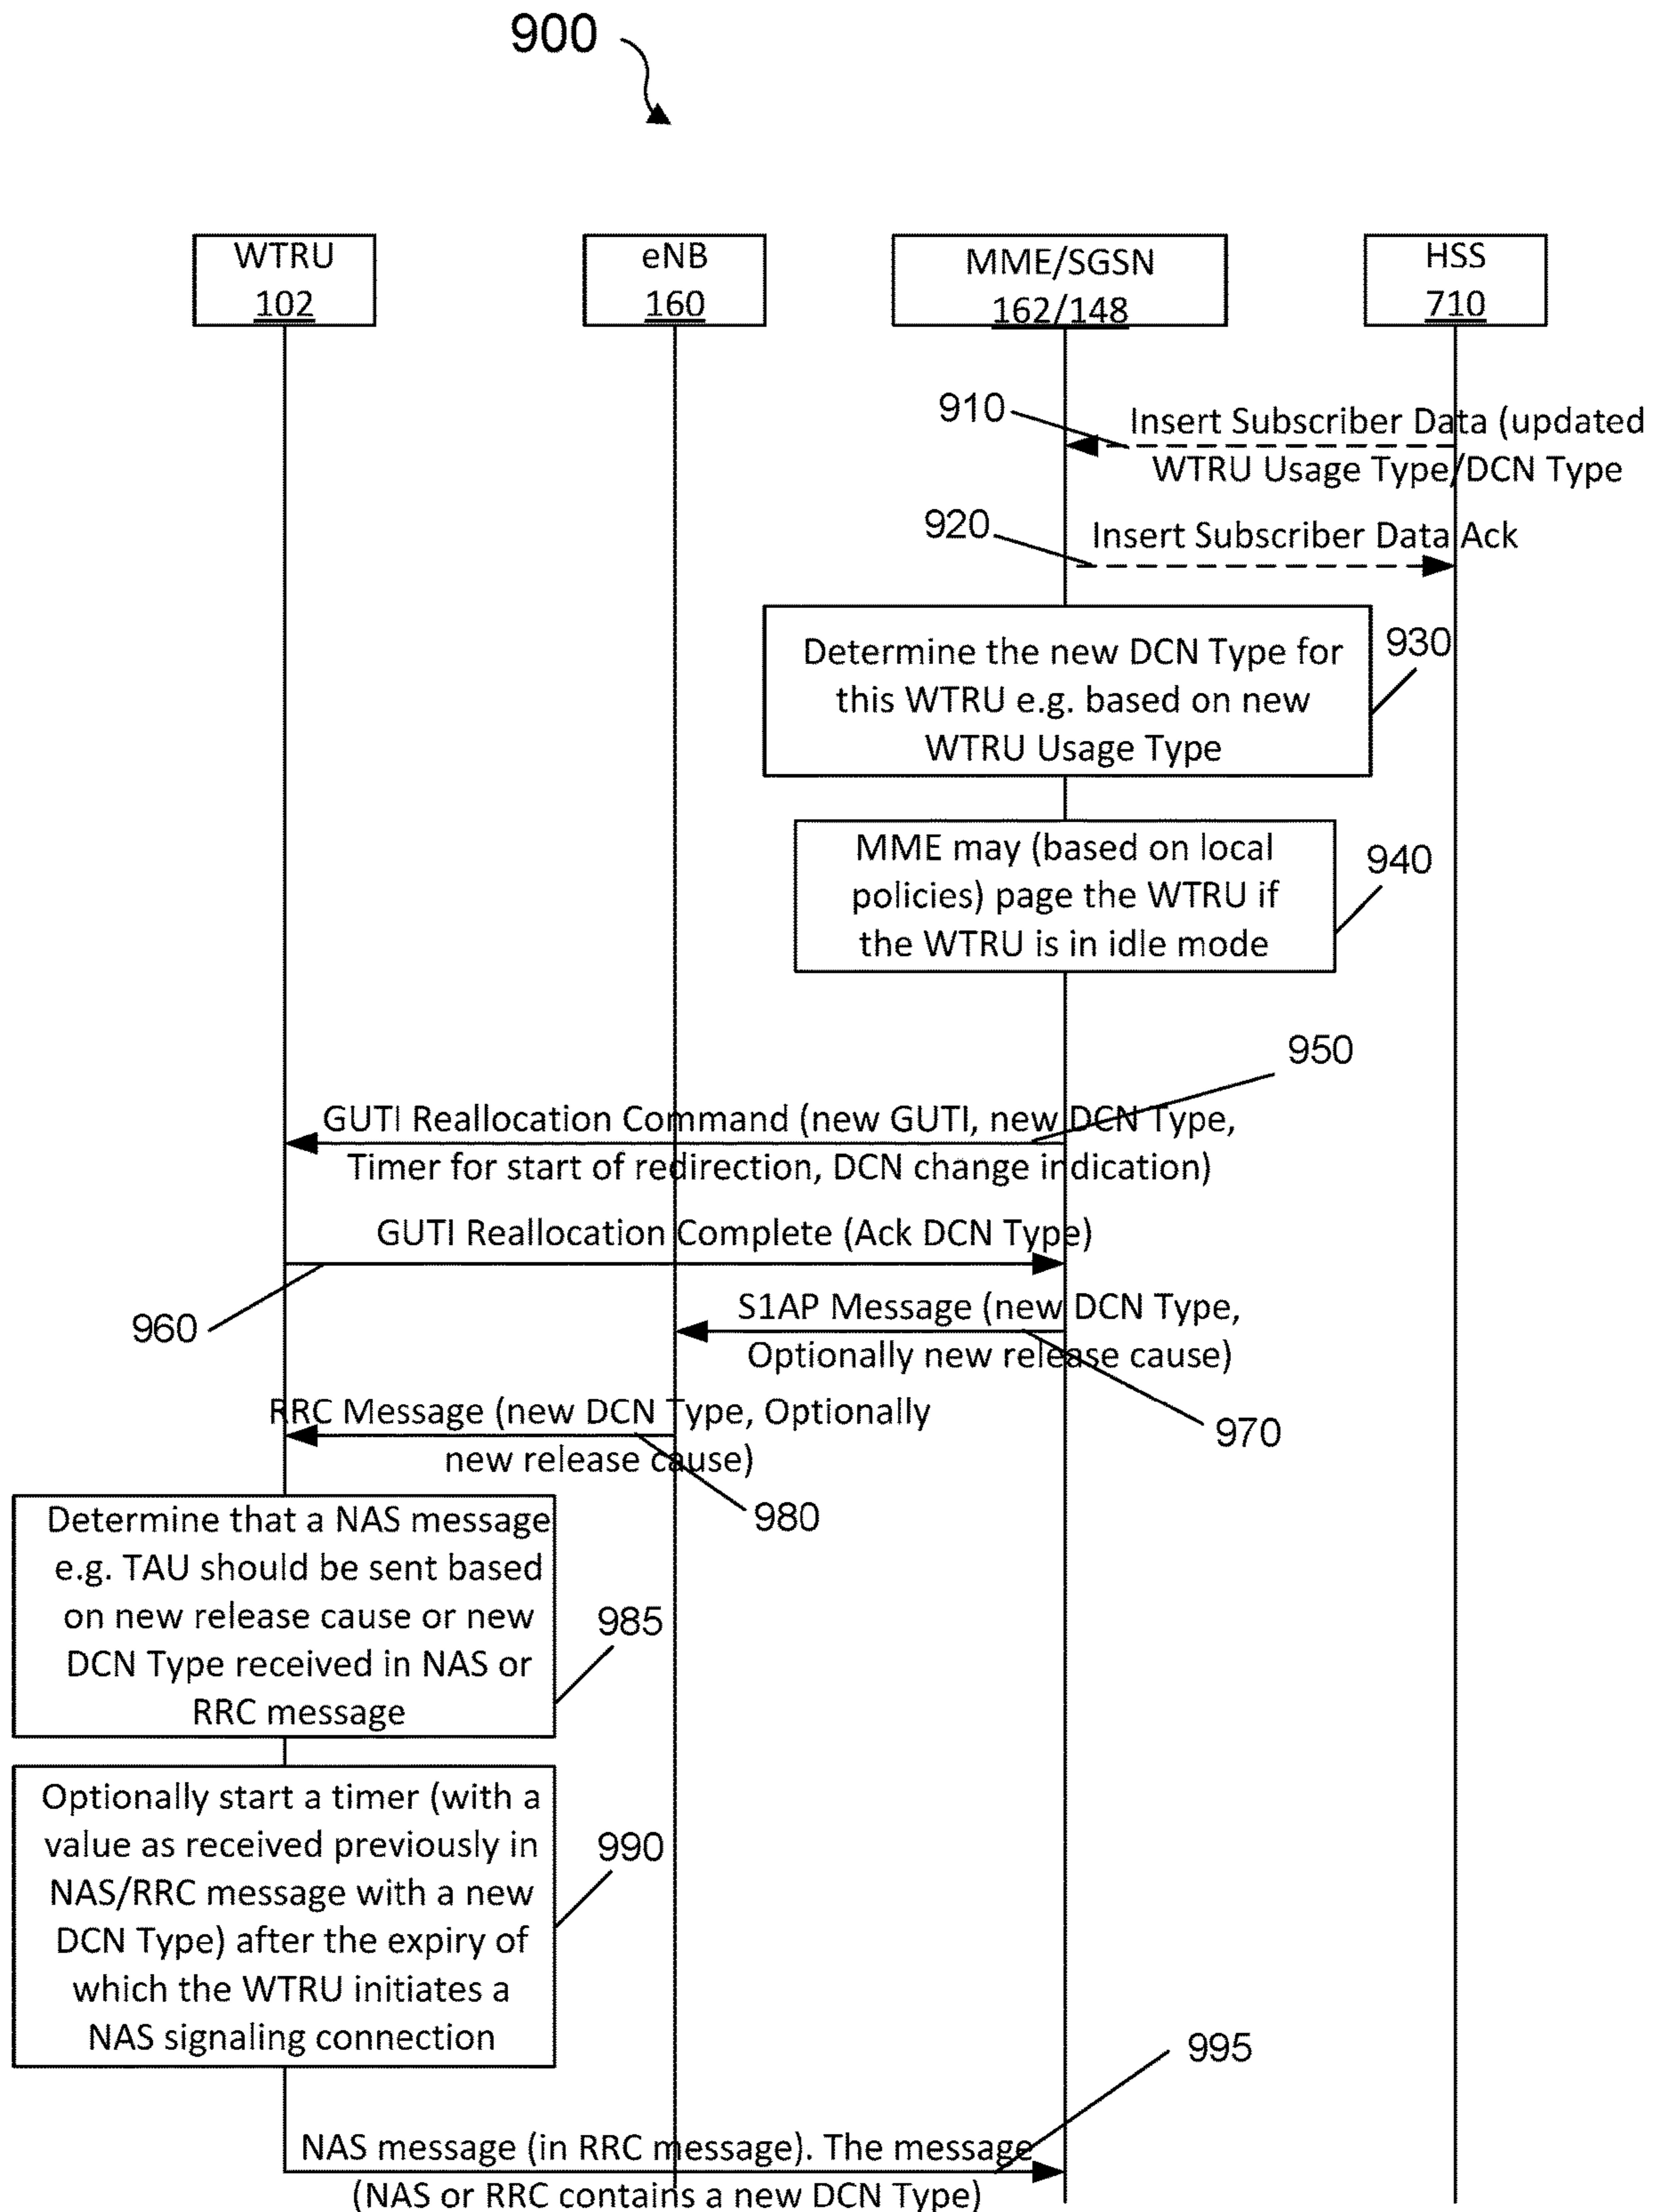 900
WTRU
102
eNB
160
MME/SGSN
162/148
HSS
710
910
Insert Subscriber Data (updated
WTRU Usage Type/DCN Type
920
Insert Subscriber Data Ack
Determine the new DCN Type for
this WTRU e.g. based on new
WTRU Usage Type
930
MME may (based on local
policies) page the WTRU if
the WTRU is in idle mode
940
950
GUTI Reallocation Command (new GUTI, new DCN Type,
Timer for start of redirection, DCN change indication)
GUTI Reallocation Complete (Ack DCN Type)
960
S1AP Message (new DCN Type,
Optionally new release cause)
970
RRC Message (new DCN Type, Optionally
new release cause)
980
Determine that a NAS message
e.g. TAU should be sent based
on new release cause or new
DCN Type received in NAS or
RRC message
985
Optionally start a timer (with a
value as received previously in
NAS/RRC message with a new
DCN Type) after the expiry of
which the WTRU initiates a
NAS signaling connection
990
995
NAS message (in RRC message). The message
(NAS or RRC contains a new DCN Type)